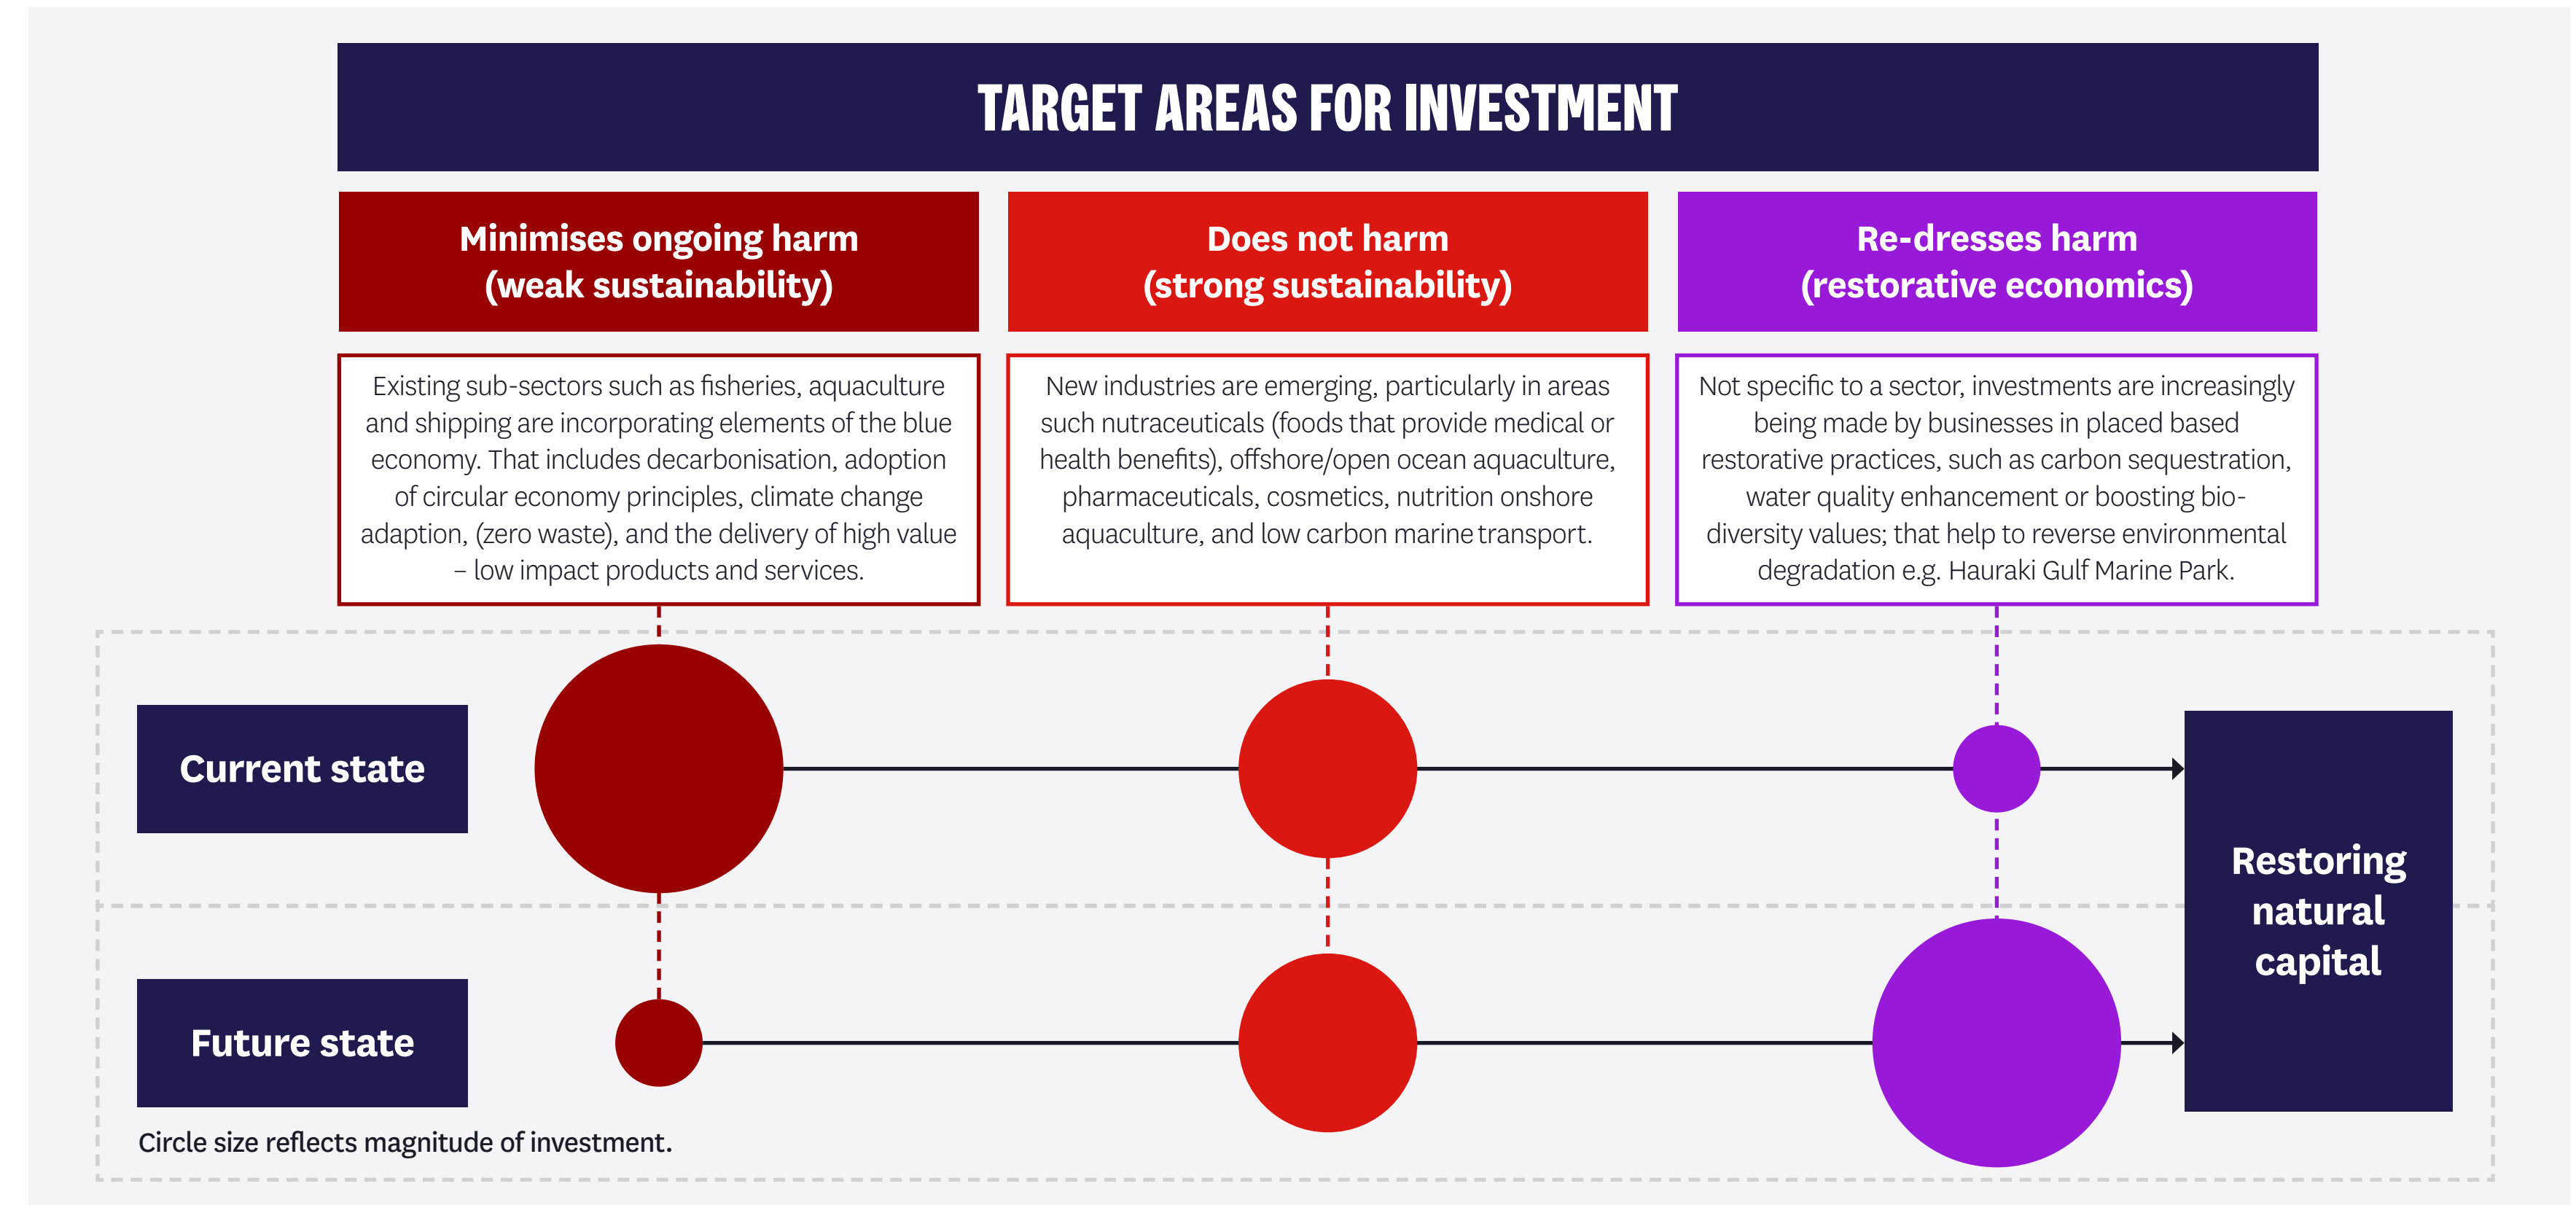 TARGET AREAS FOR INVESTMENT
Minimises ongoing harm
(weak sustainability)
Does not harm
(strong sustainability)
Re-dresses harm
(restorative economics)
Existing sub-sectors such as fisheries, aquaculture
and shipping are incorporating elements of the blue
economy. That includes decarbonisation, adoption
of circular economy principles, climate change
adaption, (zero waste), and the delivery of high value
– low impact products and services.
New industries are emerging, particularly in areas
such nutraceuticals (foods that provide medical or
health benefits), offshore/open ocean aquaculture,
pharmaceuticals, cosmetics, nutrition onshore
aquaculture, and low carbon marine transport.
Not specific to a sector, investments are increasingly
being made by businesses in placed based
restorative practices, such as carbon sequestration,
water quality enhancement or boosting bio-
diversity values; that help to reverse environmental
degradation e.g. Hauraki Gulf Marine Park.
Current state
Future state
Restoring
natural
capital
Circle size reflects magnitude of investment.